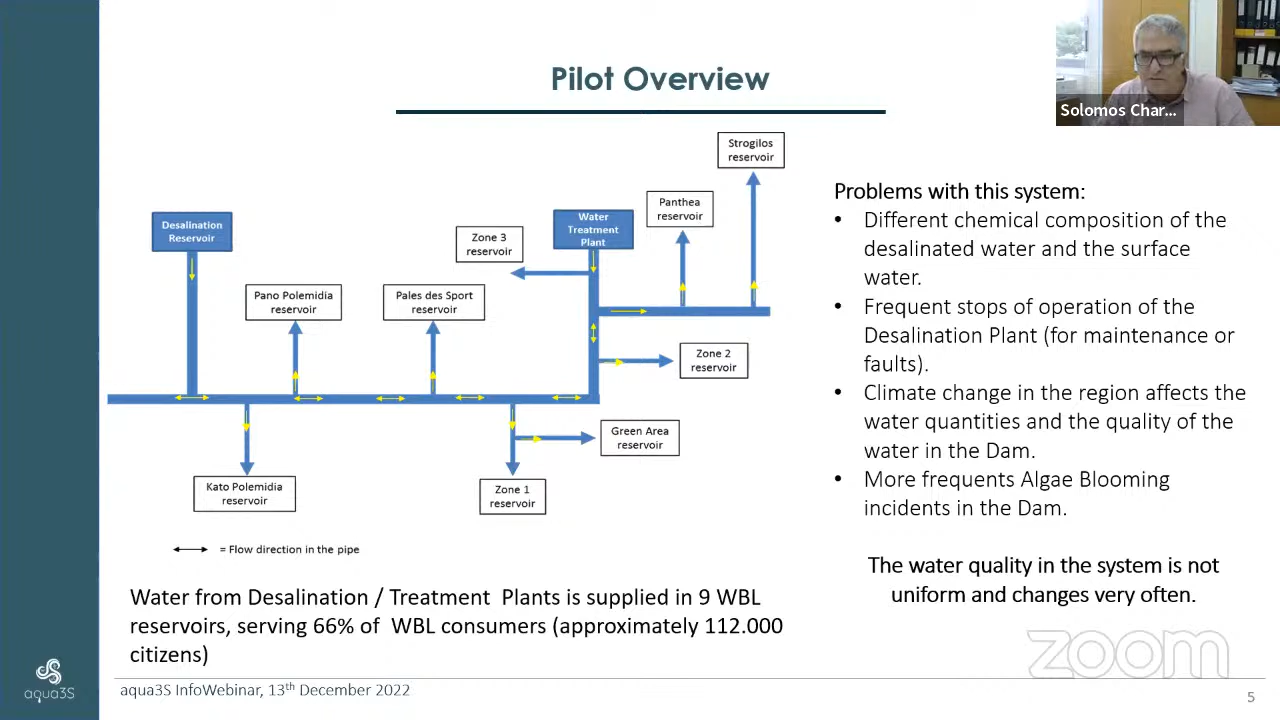 Pilot Overview
Solomos Char...
Strogilos
reservoir
Panthea
reservoir
Desalination
Reservoir
Water
Treatment
Plant
Zone 3
reservoir
Pano Polemidia
reservoir
Pales des Sport
reservoir
Zone 2
reservoir
Green Area
reservoir
Kato Polemidia
reservoir
Zone 1
reservoir
= Flow direction in the pipe
Water from Desalination / Treatment Plants is supplied in 9 WBL
reservoirs, serving 66% of WBL consumers (approximately 112.000
citizens)
Problems with this system:
• Different chemical composition of the
desalinated water and the surface
water.
• Frequent stops of operation of the
Desalination Plant (for maintenance or
faults).
• Climate change in the region affects the
water quantities and the quality of the
water in the Dam.
• More frequents Algae Blooming
incidents in the Dam.
The water quality in the system is not
uniform and changes very often.
zoom
aqua3S
aqua3S InfoWebinar, 13th December 2022
5